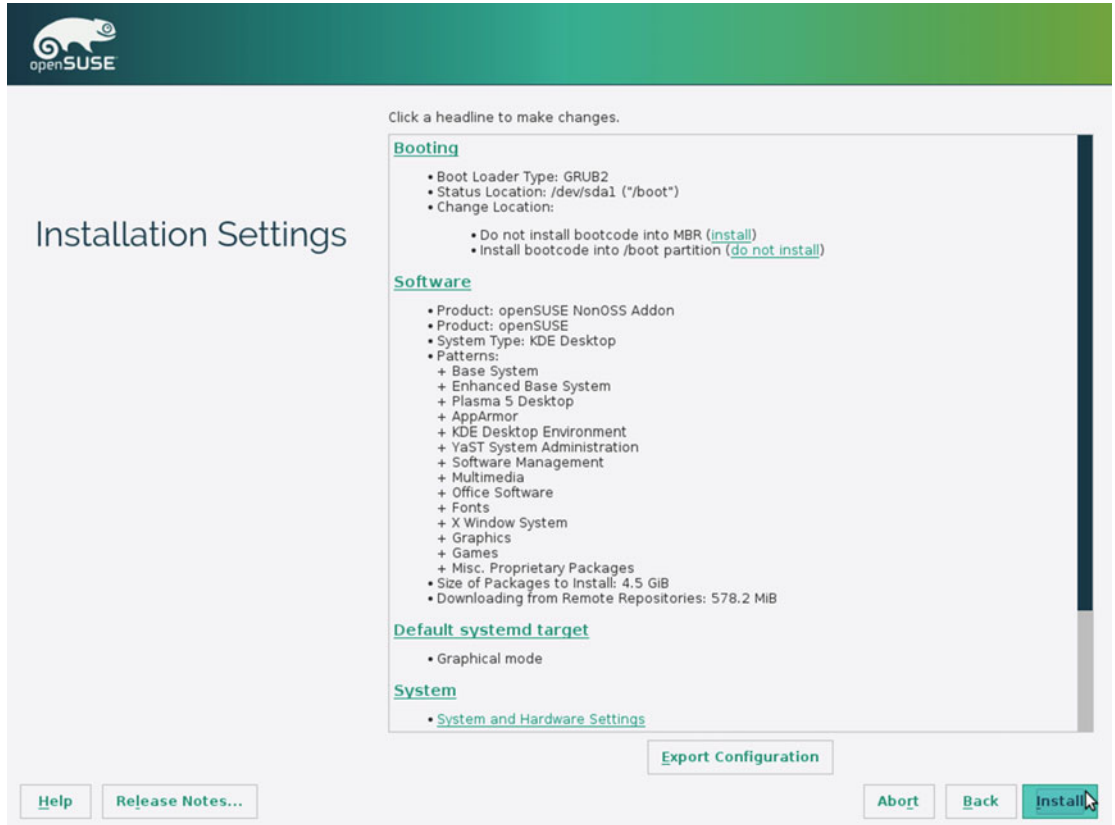 openSUSE
Installation Settings
Click a headline to make changes.
Booting
• Boot Loader Type: GRUB2
• Status Location: /dev/sda1 ("/boot")
• Change Location:
• Do not install bootcode into MBR (install)
• Install bootcode into /boot partition (do not install)
Software
• Product: openSUSE NonOSS Addon
• Product: openSUSE
• System Type: KDE Desktop
• Patterns:
+ Base System
+ Enhanced Base System
+ Plasma 5 Desktop
+ AppArmor
+ KDE Desktop Environment
+ YaST System Administration
+ Software Management
+ Multimedia
+ Office Software
+ Fonts
+ X Window System
+ Graphics
+ Games
+ Misc. Proprietary Packages
• Size of Packages to Install: 4.5 GiB
• Downloading from Remote Repositories: 578.2 MiB
Default systemd target
• Graphical mode
System
• System and Hardware Settings
Export Configuration
Help Release Notes... Abort Back Install